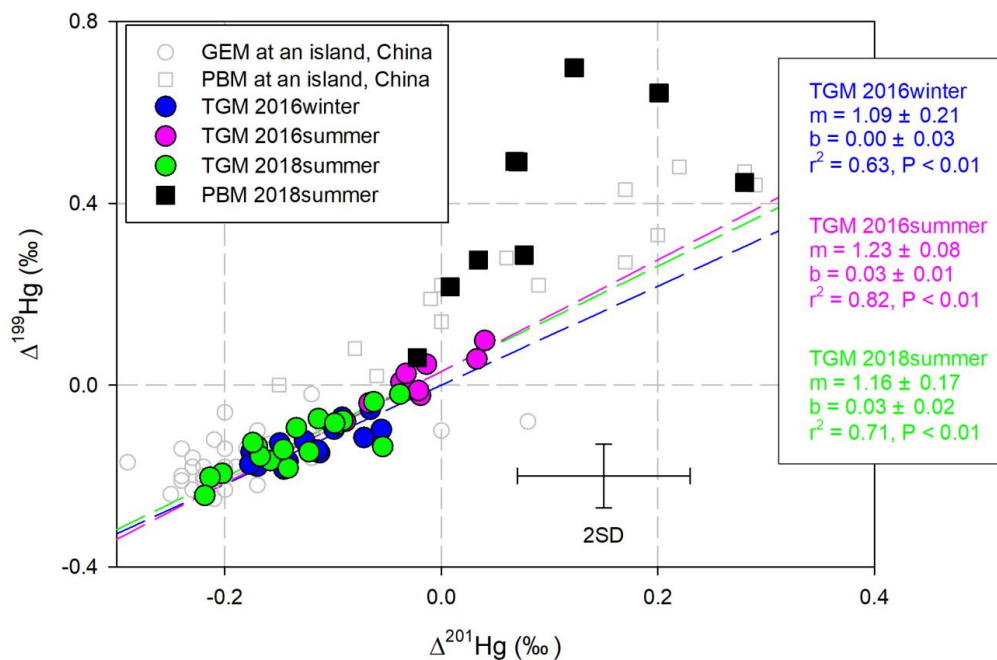 0.8
GEM at an island, China
PBM at an island, China
TGM 2016winter
TGM 2016summer
TGM 2018summer
PBM 2018summer
TGM 2016winter
m = 1.09 ± 0.21
b = 0.00 ± 0.03
r² = 0.63, P < 0.01
TGM 2016summer
m = 1.23 ± 0.08
b = 0.03 ± 0.01
r² = 0.82, P < 0.01
TGM 2018summer
m = 1.16 ± 0.17
b = 0.03 ± 0.02
r² = 0.71, P < 0.01
0.4
Δ¹⁹⁹Hg (‰)
0.0
2SD
-0.4
-0.2 0.0 0.2 0.4
Δ²⁰¹Hg (‰)